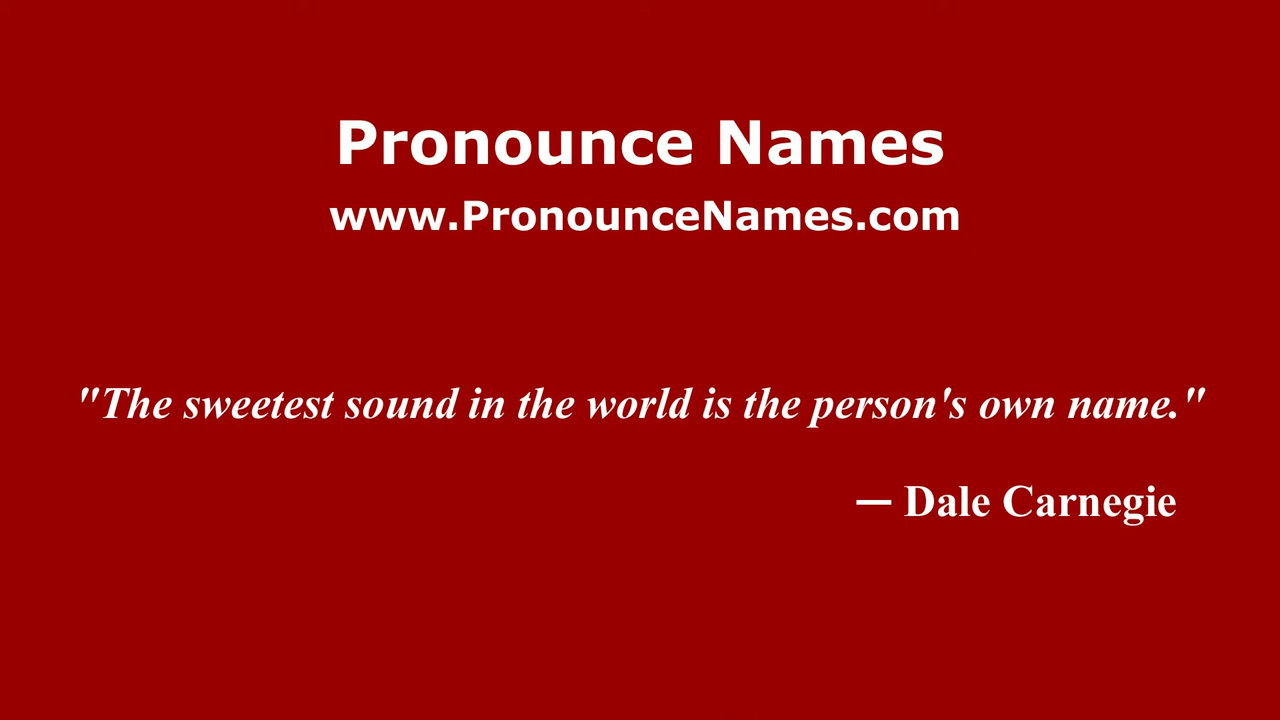 Pronounce Names
www.PronounceNames.com
"The sweetest sound in the world is the person's own name."
— Dale Carnegie